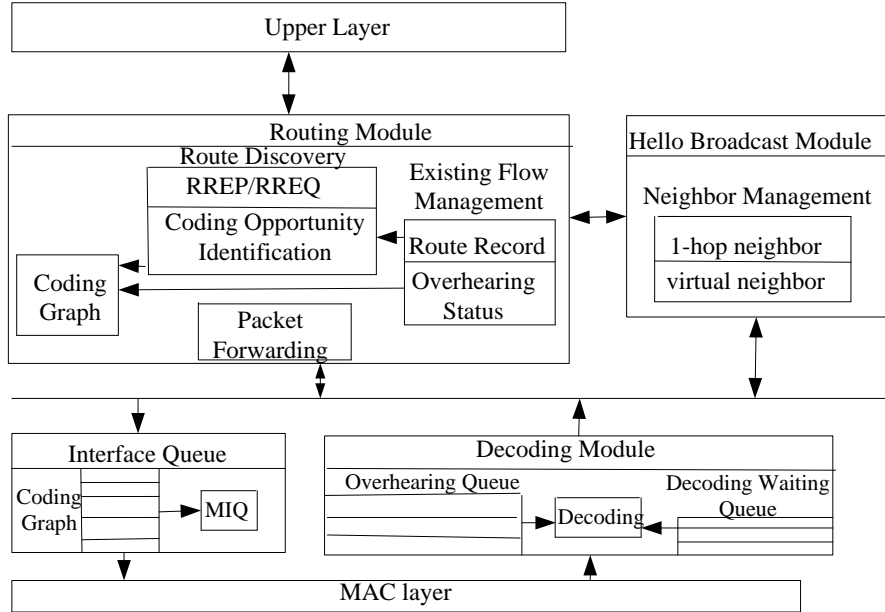 Upper Layer
Routing Module
Route Discovery
RREP/RREQ
Coding Opportunity
Identification
Existing Flow
Management
Route Record
Overhearing
Status
Coding
Graph
Packet
Forwarding
Hello Broadcast Module
Neighbor Management
1-hop neighbor
virtual neighbor
Interface Queue
Coding
Graph
MIQ
Decoding Module
Overhearing Queue
Decoding
Decoding Waiting
Queue
MAC layer